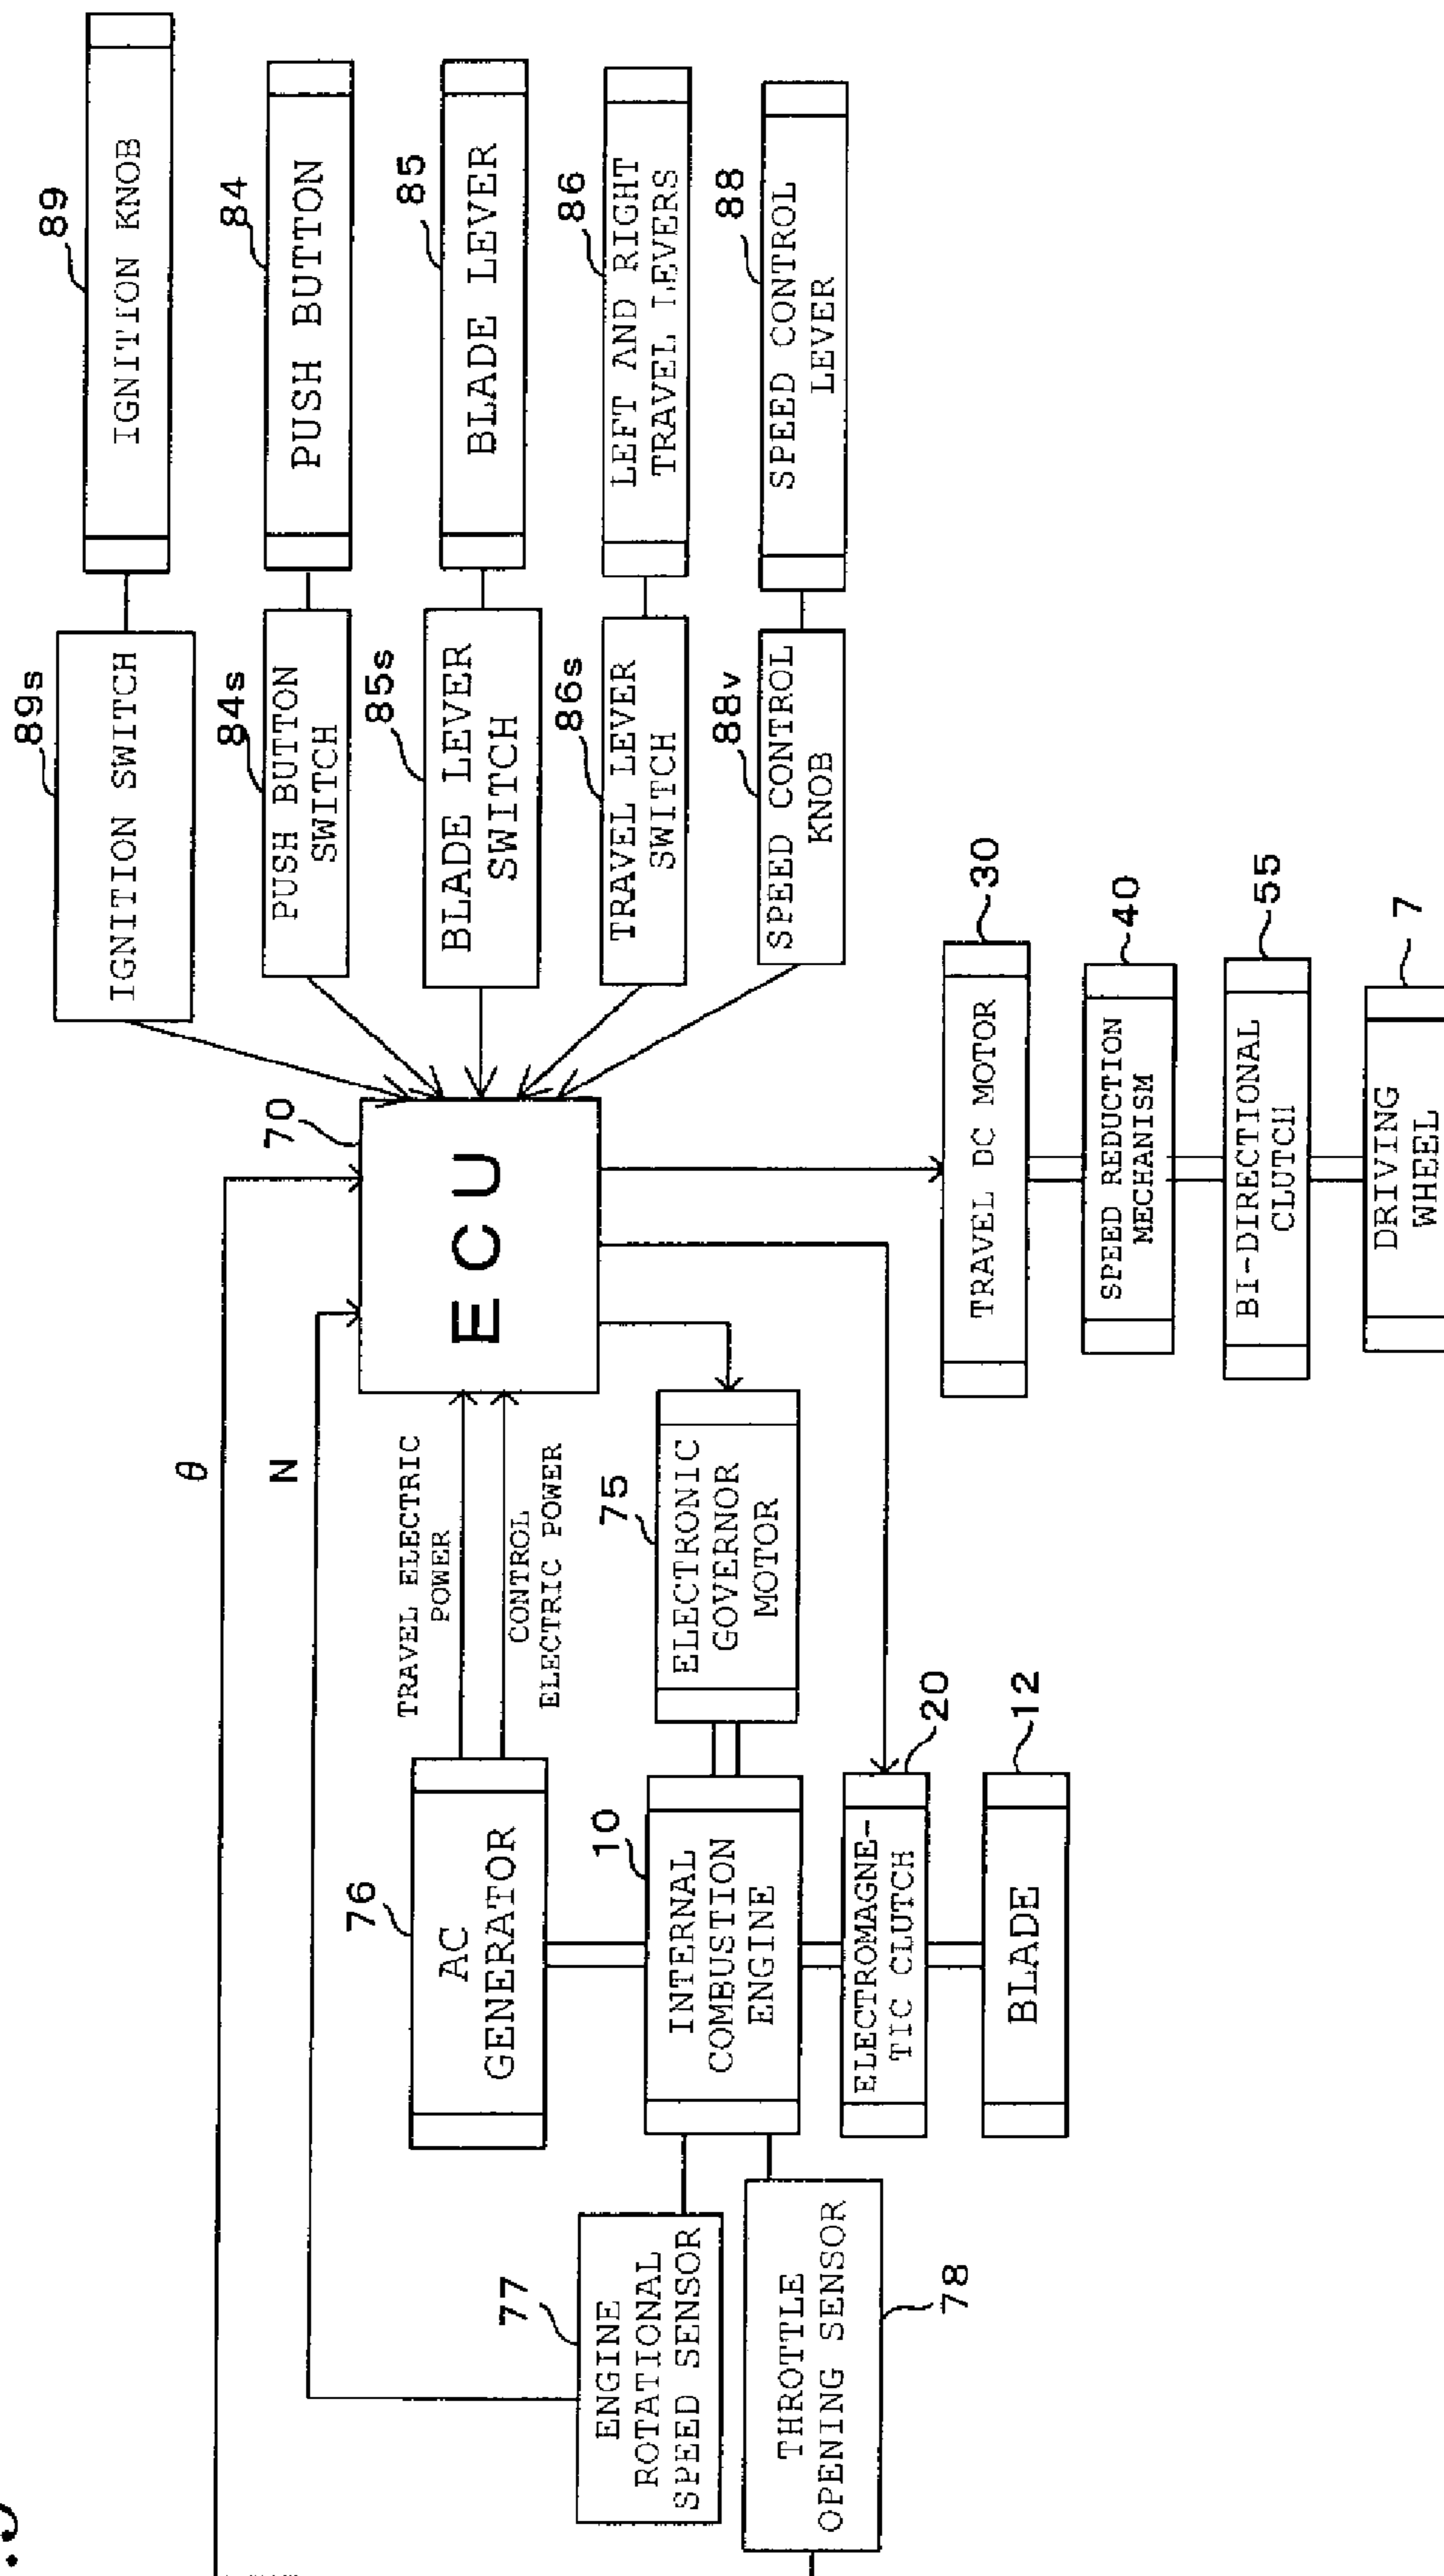 89
IGNITION KNOB
84
PUSH BUTTON
85
BLADE LEVER
86
LEFT AND RIGHT
TRAVEL LEVERS
88
SPEED CONTROL
LEVER
89s
IGNITION SWITCH
84s
PUSH BUTTON
SWITCH
85s
BLADE LEVER
SWITCH
86s
TRAVEL LEVER
SWITCH
88v
SPEED CONTROL
KNOB
70
ECU
θ
N
TRAVEL ELECTRIC
POWER
CONTROL
ELECTRIC POWER
75
ELECTRONIC
GOVERNOR
MOTOR
30
TRAVEL DC MOTOR
40
SPEED REDUCTION
MECHANISM
55
BI-DIRECTIONAL
CLUTCH
7
DRIVING
WHEEL
76
AC
GENERATOR
10
INTERNAL
COMBUSTION
ENGINE
20
ELECTROMAGNE-
TIC CLUTCH
12
BLADE
77
ENGINE
ROTATIONAL
SPEED SENSOR
78
THROTTLE
OPENING SENSOR